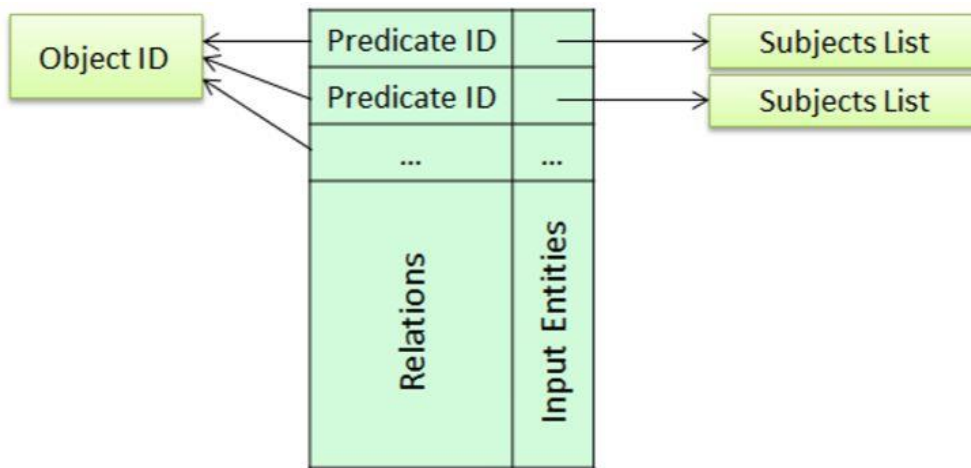 Object ID
Predicate ID
Subjects List
Predicate ID
Subjects List
...
...
Relations
Input Entities